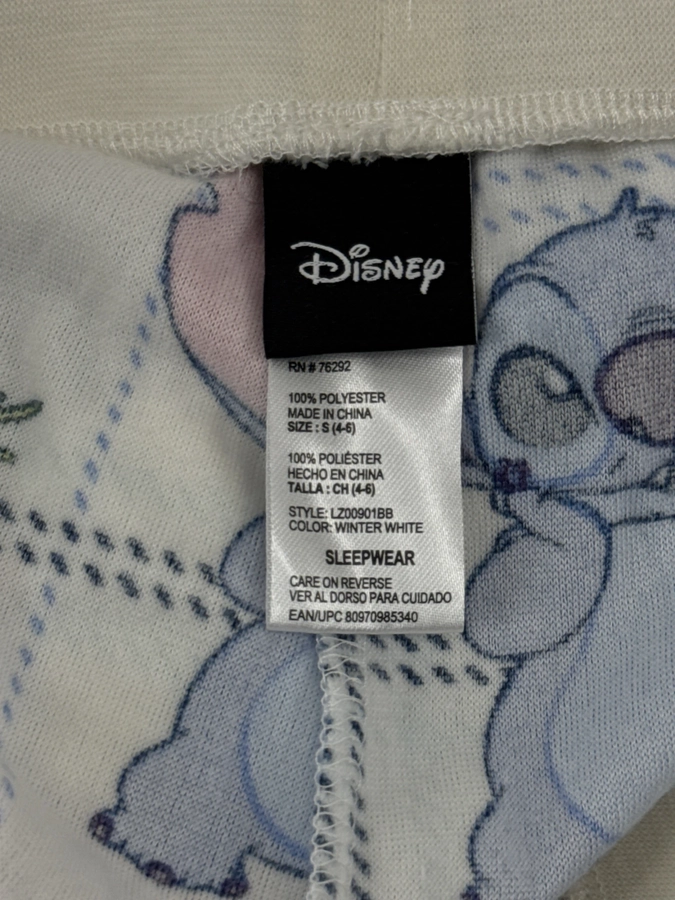 Disney
RN # 76292
100% POLYESTER
MADE IN CHINA
SIZE : S (4-6)
100% POLIÉSTER
HECHO EN CHINA
TALLA : CH (4-6)
STYLE: LZ00901BB
COLOR: WINTER WHITE
SLEEPWEAR
CARE ON REVERSE
VER AL DORSO PARA CUIDADO
EAN/UPC 80970985340